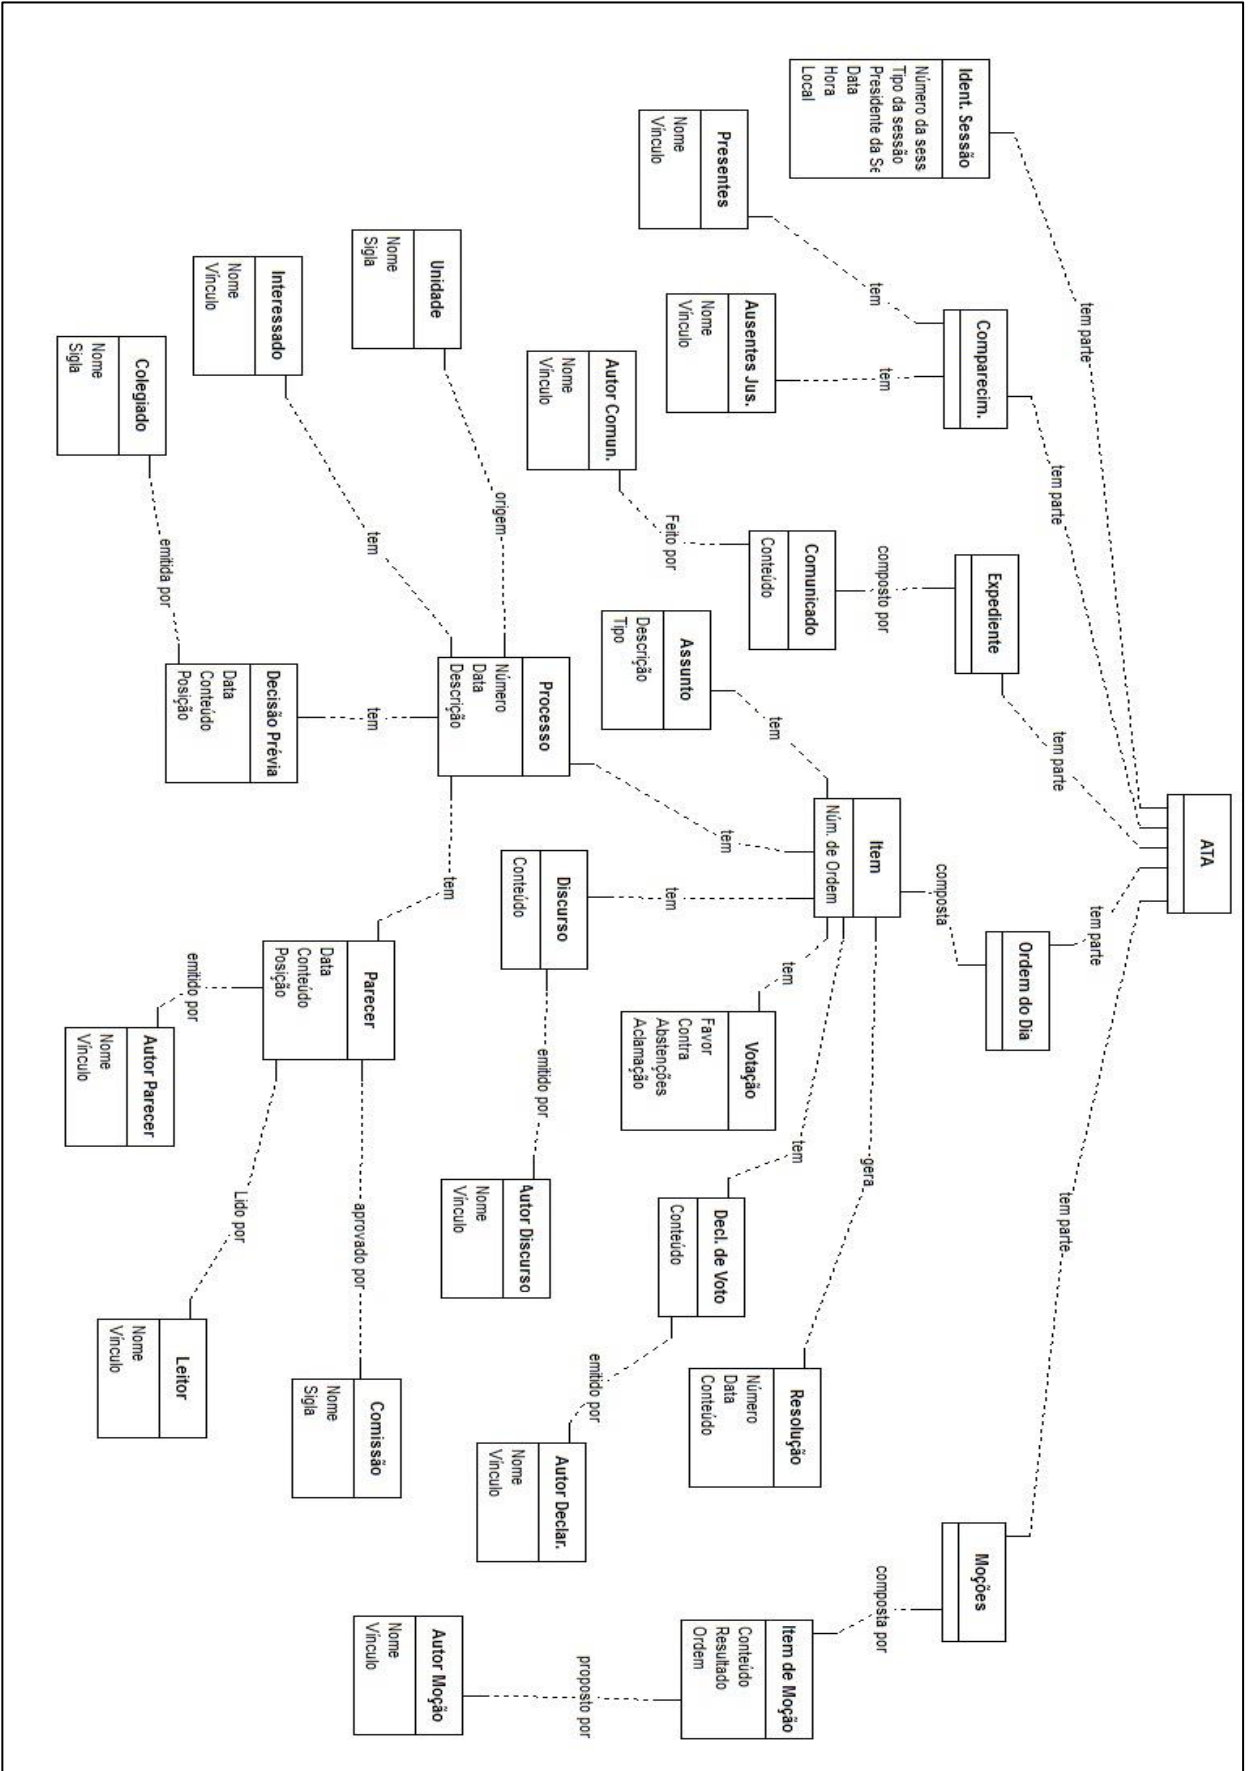 ATA
tem parte
tem parte
tem parte
tem parte
tem parte
Ident. Sessão
Número da sess
Tipo da sessão
Presidente da Se
Data
Hora
Local
Comparecim.
tem
tem
Presentes
Nome
Vínculo
Ausentes Jus.
Nome
Vínculo
Expediente
composto por
Comunicado
Conteúdo
Feito por
Autor Comun.
Nome
Vínculo
Ordem do Dia
composta
Item
Núm. de Ordem
tem
tem
tem
tem
tem
gera
Assunto
Descrição
Tipo
Processo
Número
Data
Descrição
origem
tem
tem
tem
Unidade
Nome
Sigla
Interessado
Nome
Vínculo
Decisão Prévia
Data
Conteúdo
Posição
emitida por
Colegiado
Nome
Sigla
Parecer
Data
Conteúdo
Posição
emitido por
Lido por
aprovado por
Autor Parecer
Nome
Vínculo
Leitor
Nome
Vínculo
Comissão
Nome
Sigla
Discurso
Conteúdo
emitido por
Autor Discurso
Nome
Vínculo
Votação
Favor
Contra
Abstenções
Aclamação
Decl. de Voto
Conteúdo
emitido por
Autor Declar.
Nome
Vínculo
Resolução
Número
Data
Conteúdo
Moções
composta por
Item de Moção
Conteúdo
Resultado
Ordem
proposto por
Autor Moção
Nome
Vínculo